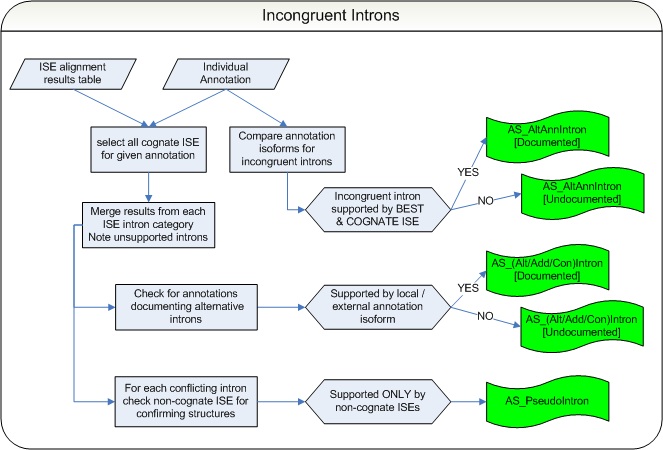 Incongruent Introns
ISE alignment
results table
Individual
Annotation
select all cognate ISE
for given annotation
Compare annotation
isoforms for
incongruent introns
AS_AltAnnIntron
[Documented]
YES
AS_AltAnnIntron
[Undocumented]
NO
Incongruent intron
supported by BEST
& COGNATE ISE
Merge results from each
ISE intron category
Note unsupported introns
AS_(Alt/Add/Con)Intron
[Documented]
YES
Check for annotations
documenting alternative
introns
Supported by local /
external annotation
isoform
NO
AS_(Alt/Add/Con)Intron
[Undocumented]
For each conflicting intron
check non-cognate ISE for
confirming structures
Supported ONLY by
non-cognate ISEs
AS_PseudoIntron